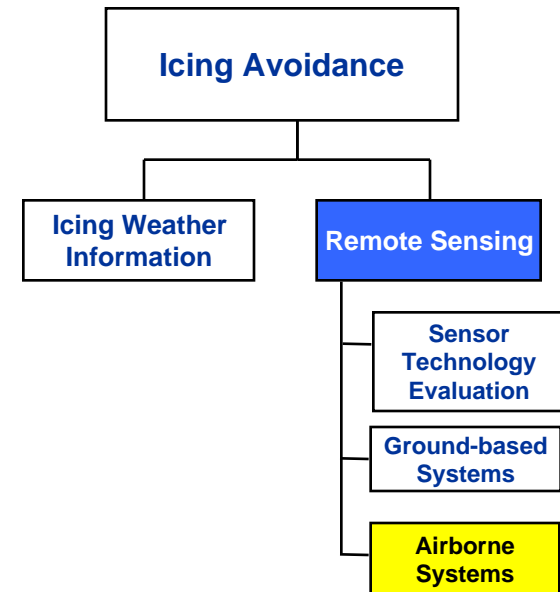 Icing Avoidance
Icing Weather
Information
Remote Sensing
Sensor
Technology
Evaluation
Ground-based
Systems
Airborne
Systems